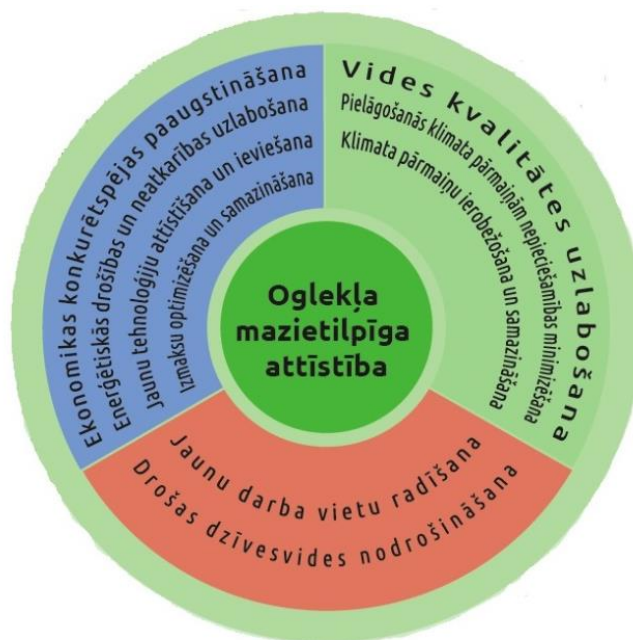 Ekonomikas konkurētspējas paaugstināšana
Enerģētiskās drošības un neatkarības uzlabošana
Jaunu tehnoloģiju attīstīšana un ieviešana
Izmaksu optimizēšana un samazināšana
Vides kvalitātes uzlabošana
Pielāgošanās klimata pārmaiņām nepieciešamības minimizēšana
Klimata pārmaiņu ierobežošana un samazināšana
Oglekļa
mazietilpīga
attīstība
Jaunu darba vietu radīšana
Drošas dzīvesvides nodrošināšana